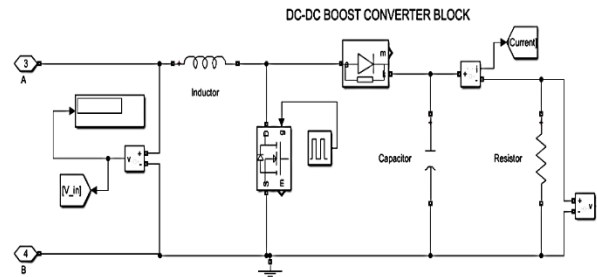 DC-DC BOOST CONVERTER BLOCK
3
A
Inductor
[V_in]
+
-
v
g
D
S
m
a
k
m
Capacitor
+
+
-
i
[Current]
Resistor
+
+
-
v
4
B